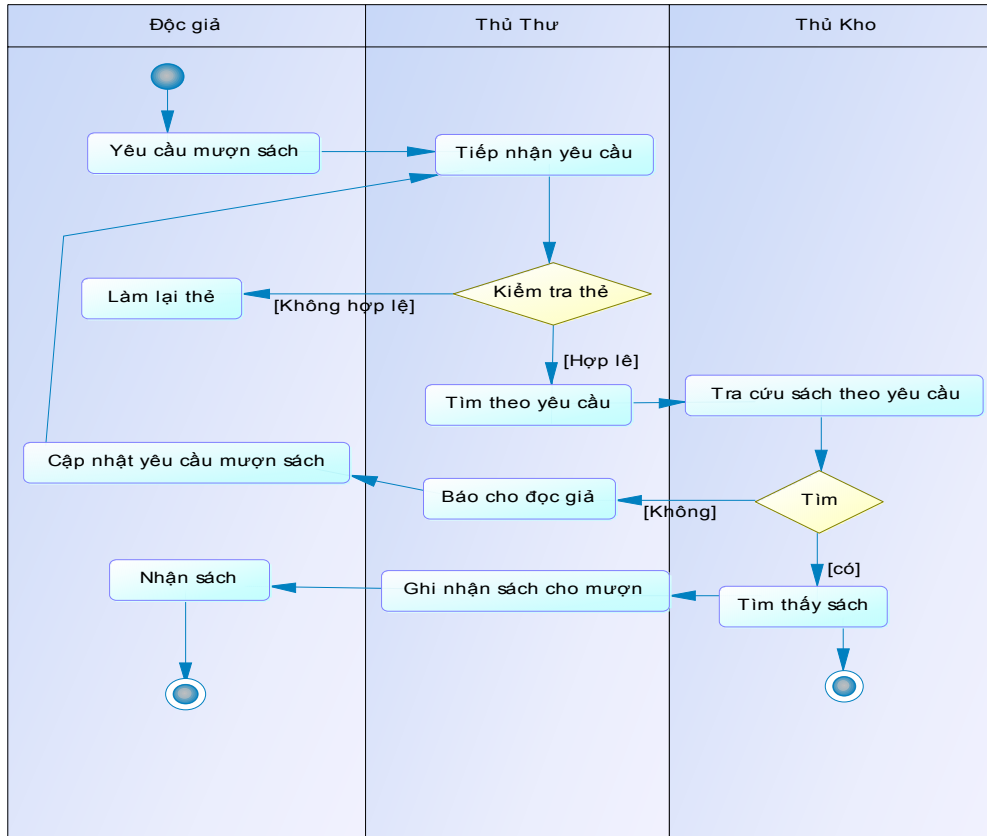 Độc giả
Thủ Thư
Thủ Kho
Yêu cầu mượn sách
Tiếp nhận yêu cầu
Làm lại thẻ
[Không hợp lệ]
Kiểm tra thẻ
[Hợp lê]
Tìm theo yêu cầu
Tra cứu sách theo yêu cầu
Cập nhật yêu cầu mượn sách
Báo cho đọc giả
[Không]
Tìm
[có]
Nhận sách
Ghi nhận sách cho mượn
Tìm thấy sách